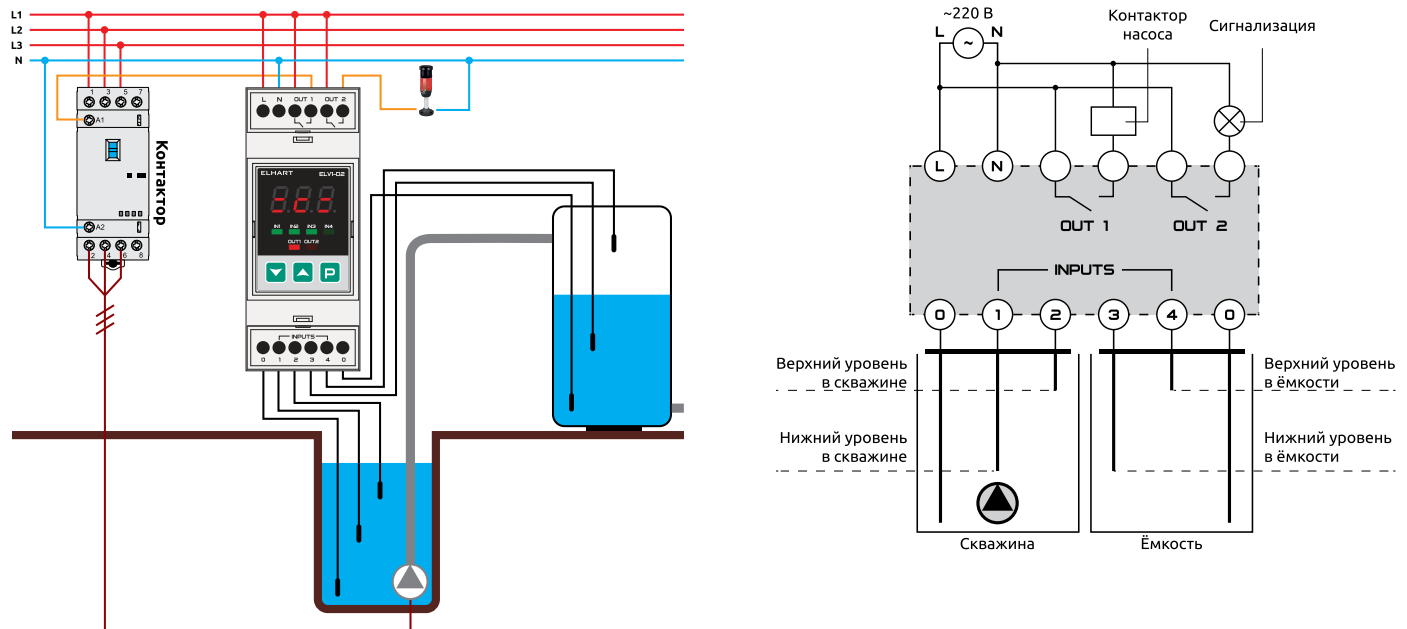 L1
L2
L3
N
1 3 5 7
A1
Контактор
A2
2 4 6 8
L N OUT 1 OUT 2
ELHART ELV1-02
IN1 IN2 IN3 IN4
OUT1 OUT2
P
INPUTS
0 1 2 3 4 0
~220 В
L N
~
Контактор
насоса
Сигнализация
L N
OUT 1 OUT 2
INPUTS
0 1 2 3 4 0
Верхний уровень
в скважине
Верхний уровень
в ёмкости
Нижний уровень
в скважине
Нижний уровень
в ёмкости
Скважина
Ёмкость